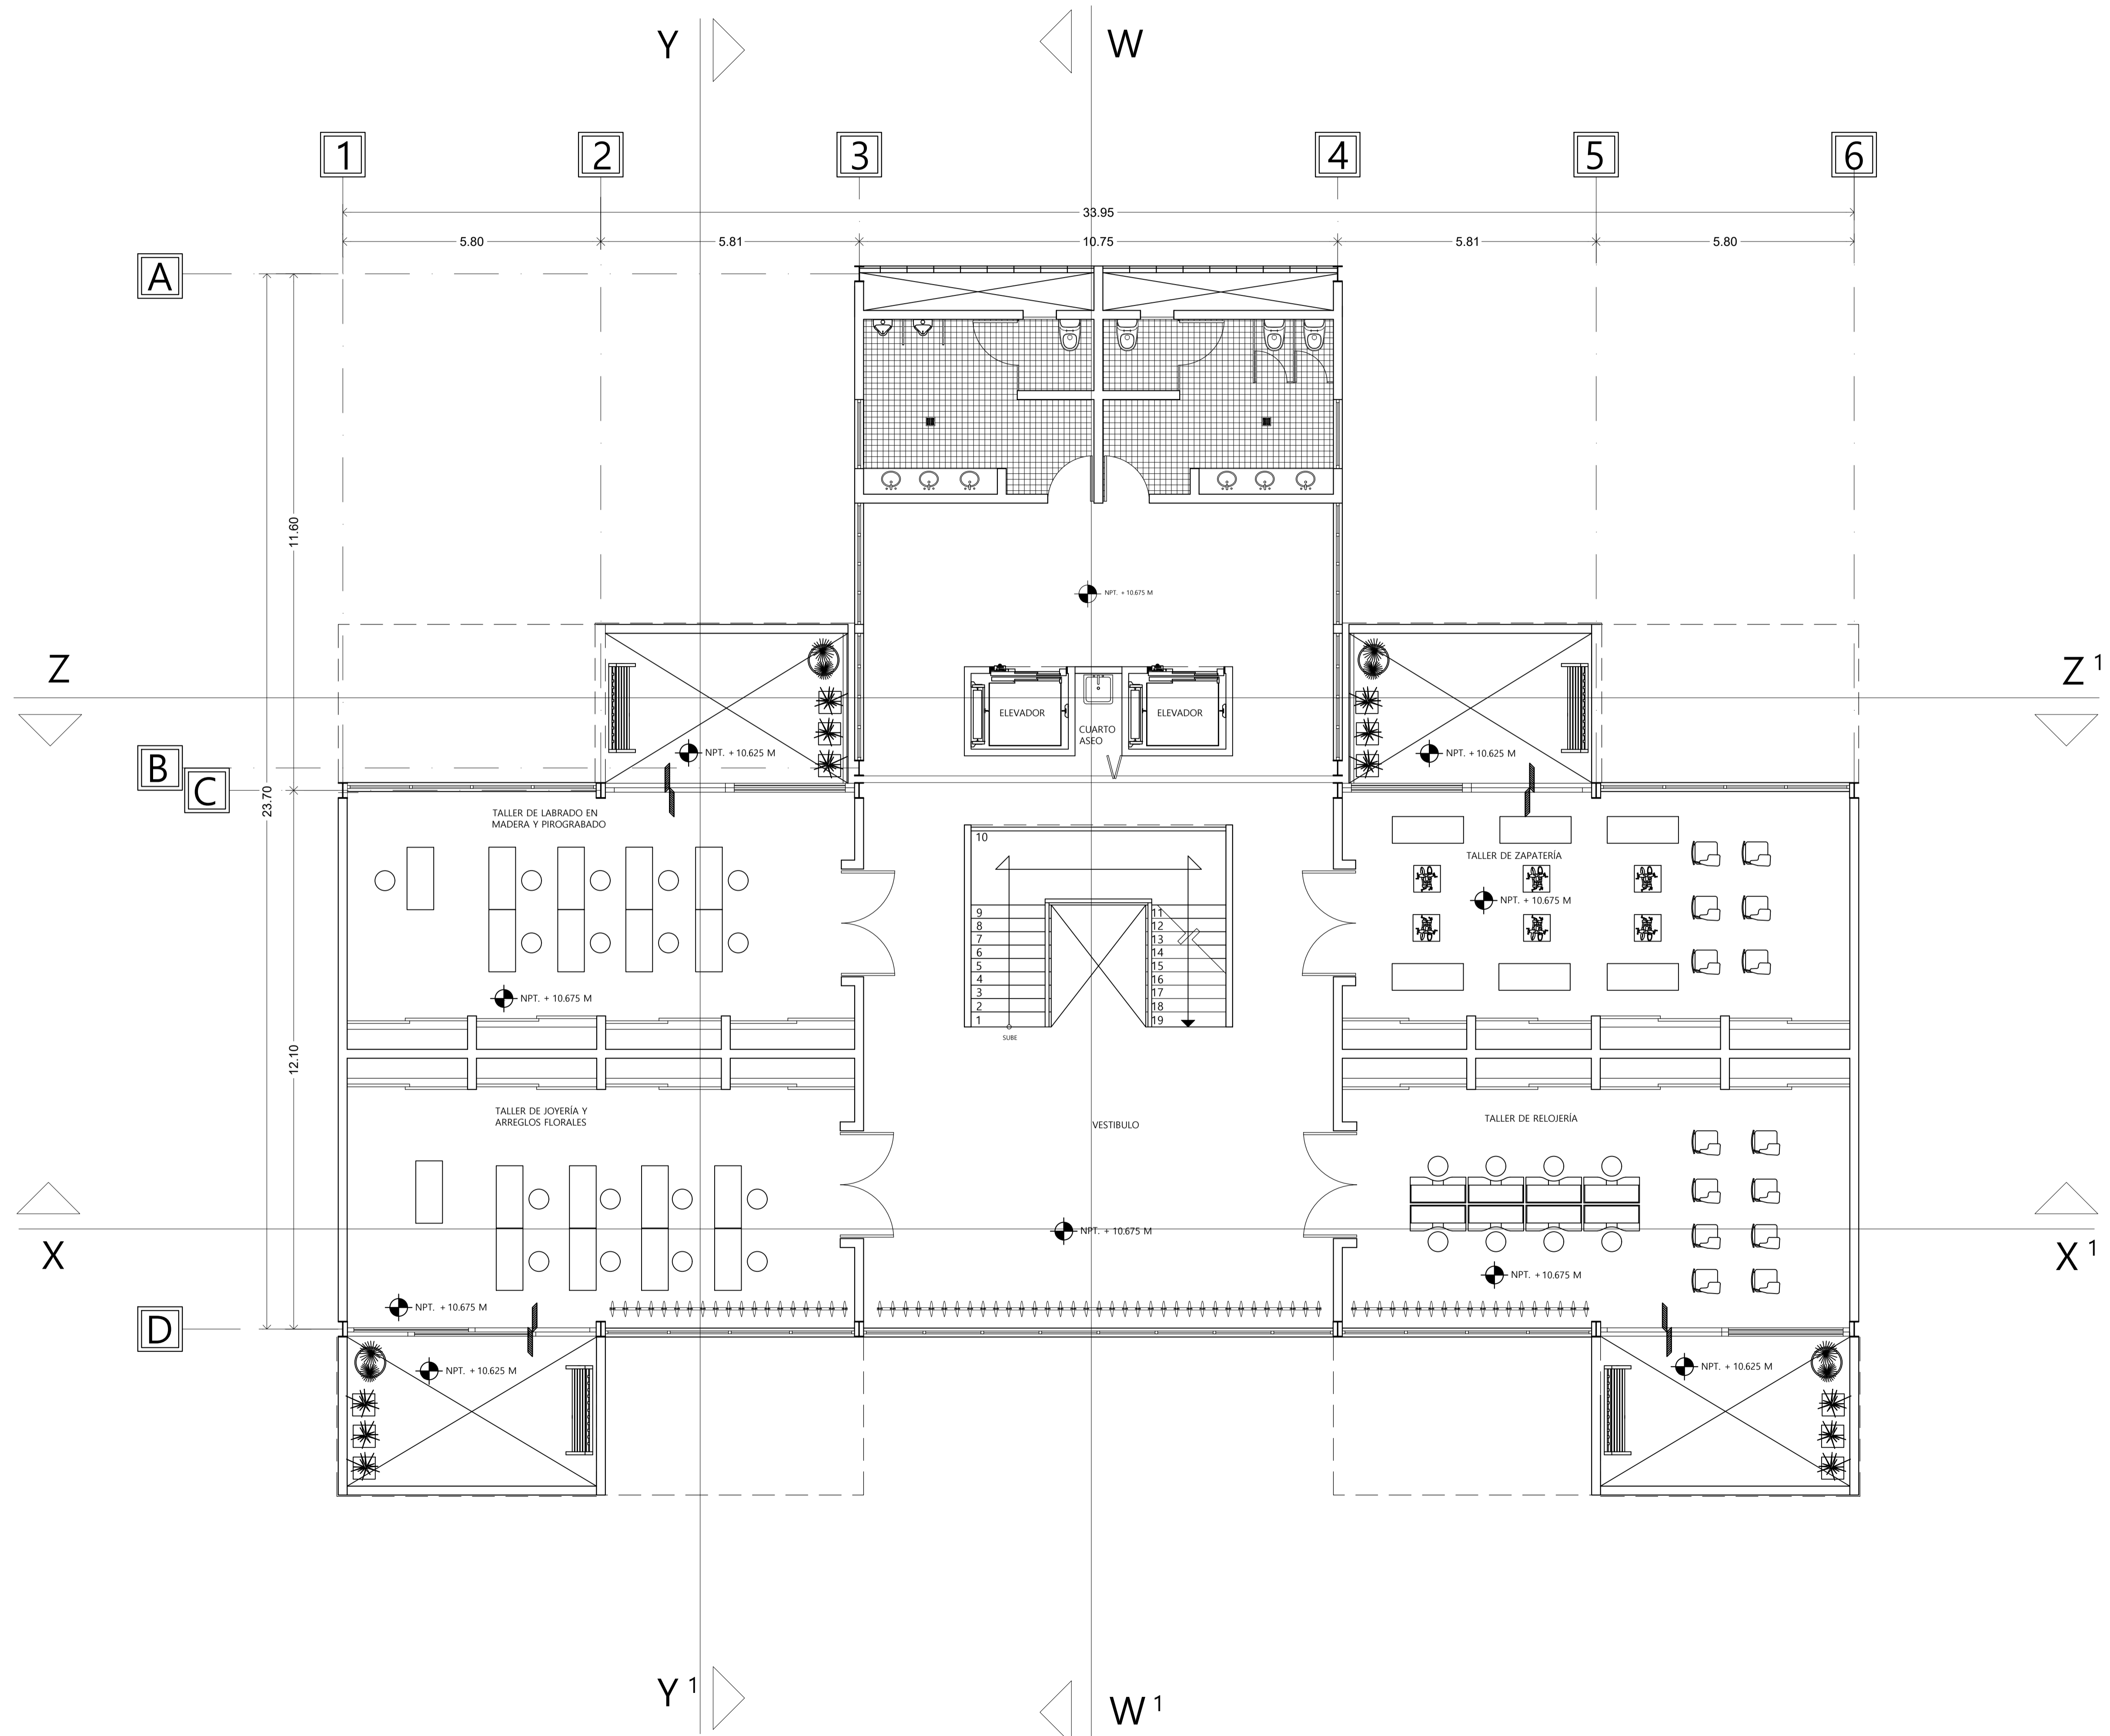 Y
W
1
2
3
4
5
6
33.95
5.80
5.81
10.75
5.81
5.80
A
11.60
NPT. + 10.675 M
Z
Z 1
ELEVADOR
ELEVADOR
CUARTO
ASEO
NPT. + 10.625 M
NPT. + 10.625 M
B
C
23.70
TALLER DE LABRADO EN
MADERA Y PIROGRABADO
10
TALLER DE ZAPATERÍA
NPT. + 10.675 M
9
8
7
6
5
4
3
2
1
11
12
13
14
15
16
17
18
19
NPT. + 10.675 M
SUBE
12.10
TALLER DE JOYERÍA Y
ARREGLOS FLORALES
VESTIBULO
TALLER DE RELOJERÍA
X
NPT. + 10.675 M
X 1
NPT. + 10.675 M
NPT. + 10.675 M
D
NPT. + 10.625 M
NPT. + 10.625 M
Y 1
W 1